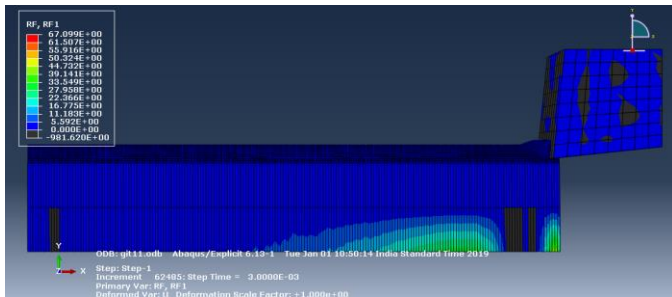 RF, RF1
67.099E+00
61.507E+00
55.916E+00
50.324E+00
44.732E+00
39.141E+00
33.549E+00
27.958E+00
22.366E+00
16.775E+00
11.183E+00
5.592E+00
0.000E+00
-981.620E+00
Y
Z X
ODB: git11.odb Abaqus/Explicit 6.13-1 Tue Jan 01 10:50:14 India Standard Time 2019
Step: Step-1
Increment 62485: Step Time = 3.0000E-03
Primary Var: RF, RF1
Deformed Var: U Deformation Scale Factor: +1.000e+00